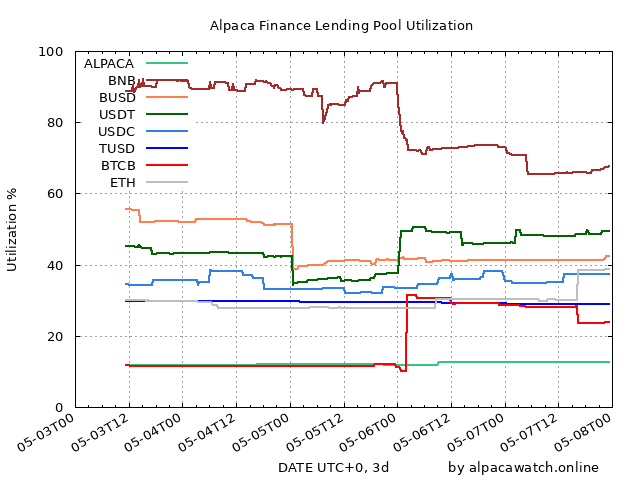 Alpaca Finance Lending Pool Utilization
100
80
60
40
20
0
Utilization %
ALPACA
BNB
BUSD
USDT
USDC
TUSD
BTCB
ETH
05-03T00
05-03T12
05-04T00
05-04T12
05-05T00
05-05T12
05-06T00
05-06T12
05-07T00
05-07T12
05-08T00
DATE UTC+0, 3d
by alpacawatch.online